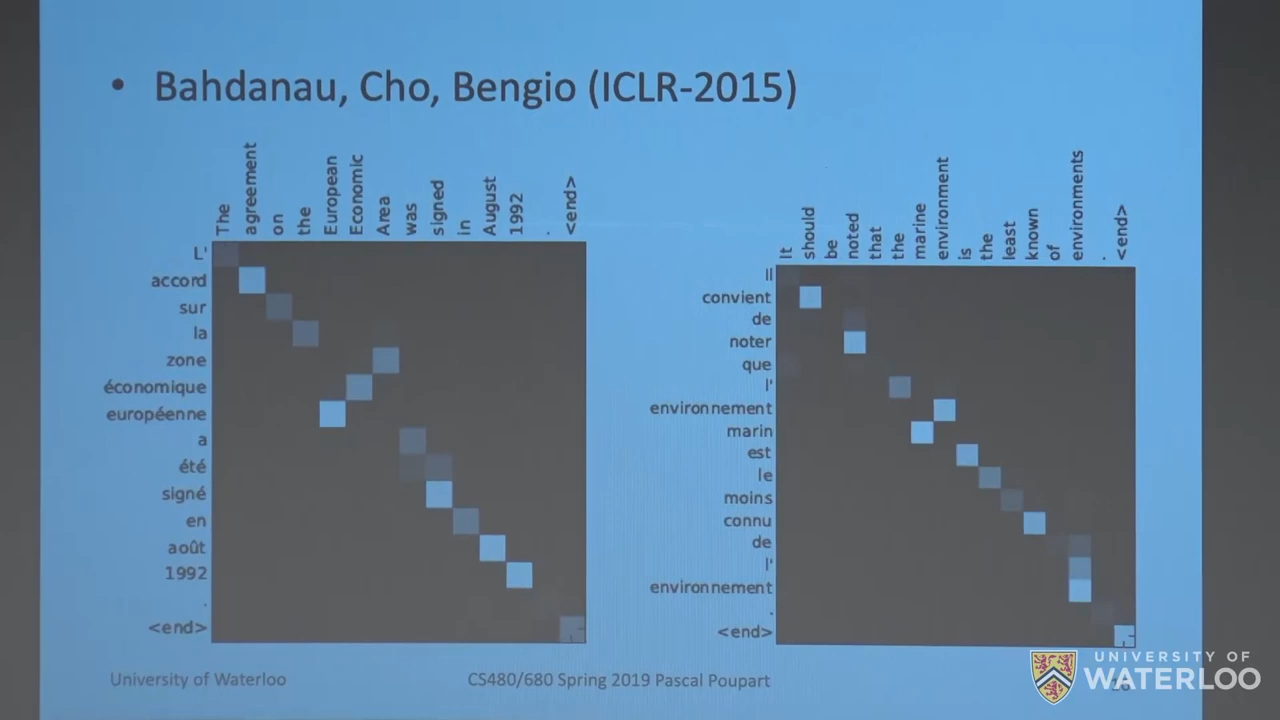 • Bahdanau, Cho, Bengio (ICLR-2015)
The agreement on the European Economic Area was signed in August 1992 . <end>
L'
accord
sur
la
zone
économique
européenne
a
été
signé
en
août
1992
.
<end>
It should be noted that the marine environment is the least known of environments . <end>
Il
convient
de
noter
que
l'
environnement
marin
est
le
moins
connu
de
l'
environnement
.
<end>
University of Waterloo
CS480/680 Spring 2019 Pascal Poupart
UNIVERSITY OF
WATERLOO